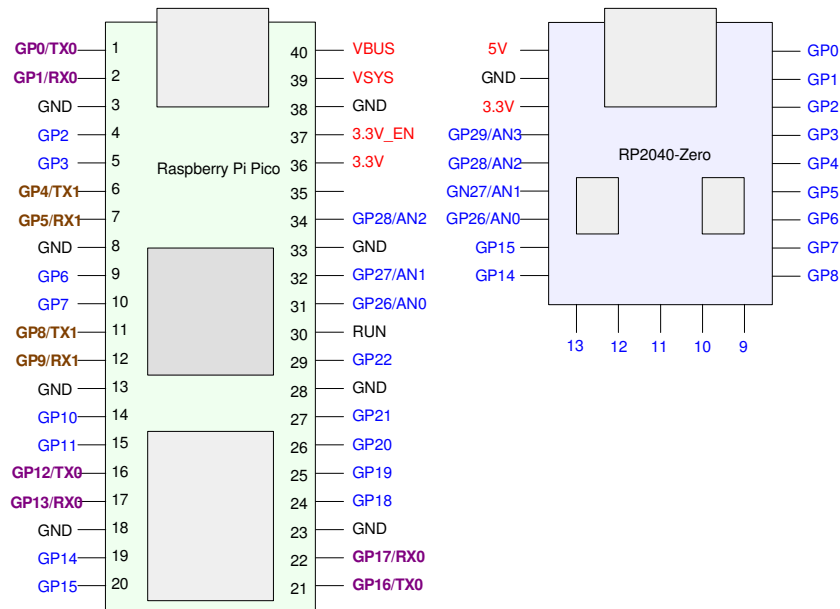 GP0/TX0 1 40 VBUS
GP1/RX0 2 39 VSYS
GND 3 38 GND
GP2 4 37 3.3V_EN
GP3 5 36 3.3V
Raspberry Pi Pico
GP4/TX1 6 35
GP5/RX1 7 34 GP28/AN2
GND 8 33 GND
GP6 9 32 GP27/AN1
GP7 10 31 GP26/AN0
GP8/TX1 11 30 RUN
GP9/RX1 12 29 GP22
GND 13 28 GND
GP10 14 27 GP21
GP11 15 26 GP20
GP12/TX0 16 25 GP19
GP13/RX0 17 24 GP18
GND 18 23 GND
GP14 19 22 GP17/RX0
GP15 20 21 GP16/TX0
5V GP0
GND GP1
3.3V GP2
GP29/AN3 GP3
RP2040-Zero
GP28/AN2 GP4
GN27/AN1 GP5
GP26/AN0 GP6
GP15 GP7
GP14 GP8
13 12 11 10 9